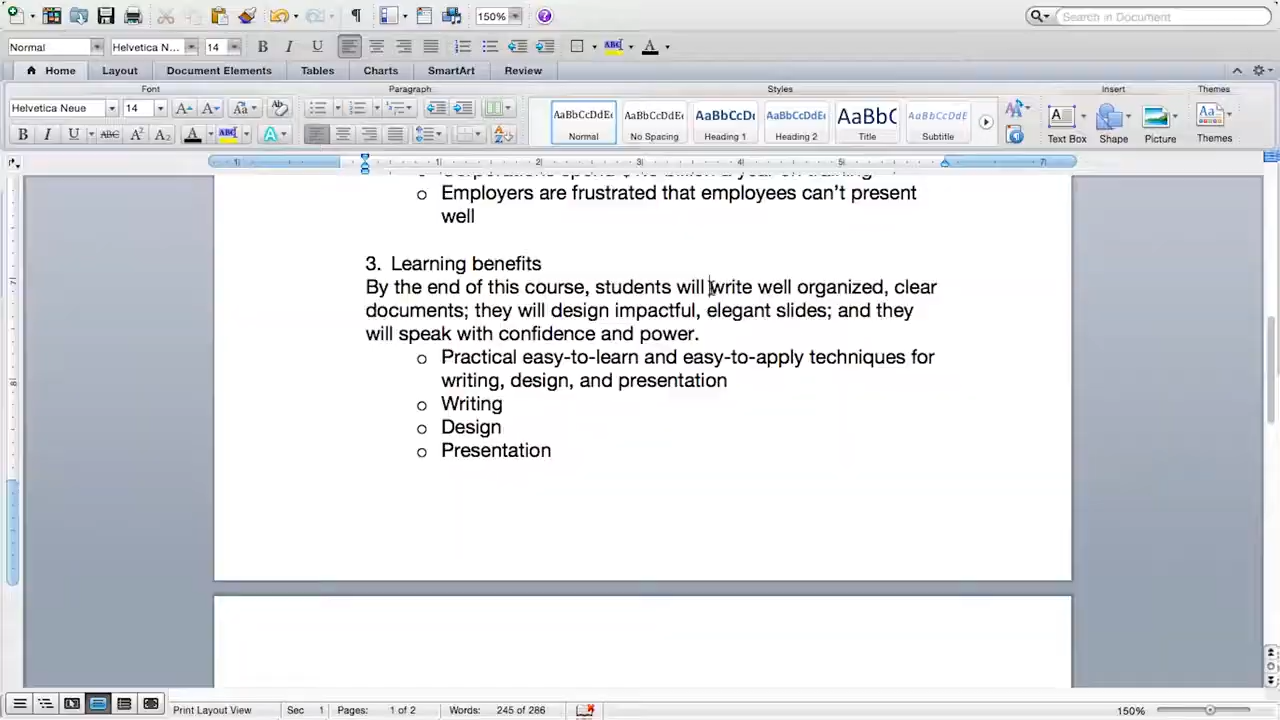 150%
Search in Document
Normal
Helvetica N...
14
B I U
Home
Layout
Document Elements
Tables
Charts
SmartArt
Review
Font
Paragraph
Styles
Insert
Themes
Helvetica Neue
14
AaBbCcDdEe
Normal
AaBbCcDdEe
No Spacing
AaBbCcDc
Heading 1
AaBbCcDdEe
Heading 2
AaBbC
Title
AaBbCcDdEe
Subtitle
Text Box
Shape
Picture
Themes
Employers are frustrated that employees can’t present
well
3. Learning benefits
By the end of this course, students will write well organized, clear
documents; they will design impactful, elegant slides; and they
will speak with confidence and power.
o Practical easy-to-learn and easy-to-apply techniques for
writing, design, and presentation
o Writing
o Design
o Presentation
Print Layout View
Sec 1
Pages: 1 of 2
Words: 245 of 286
150%